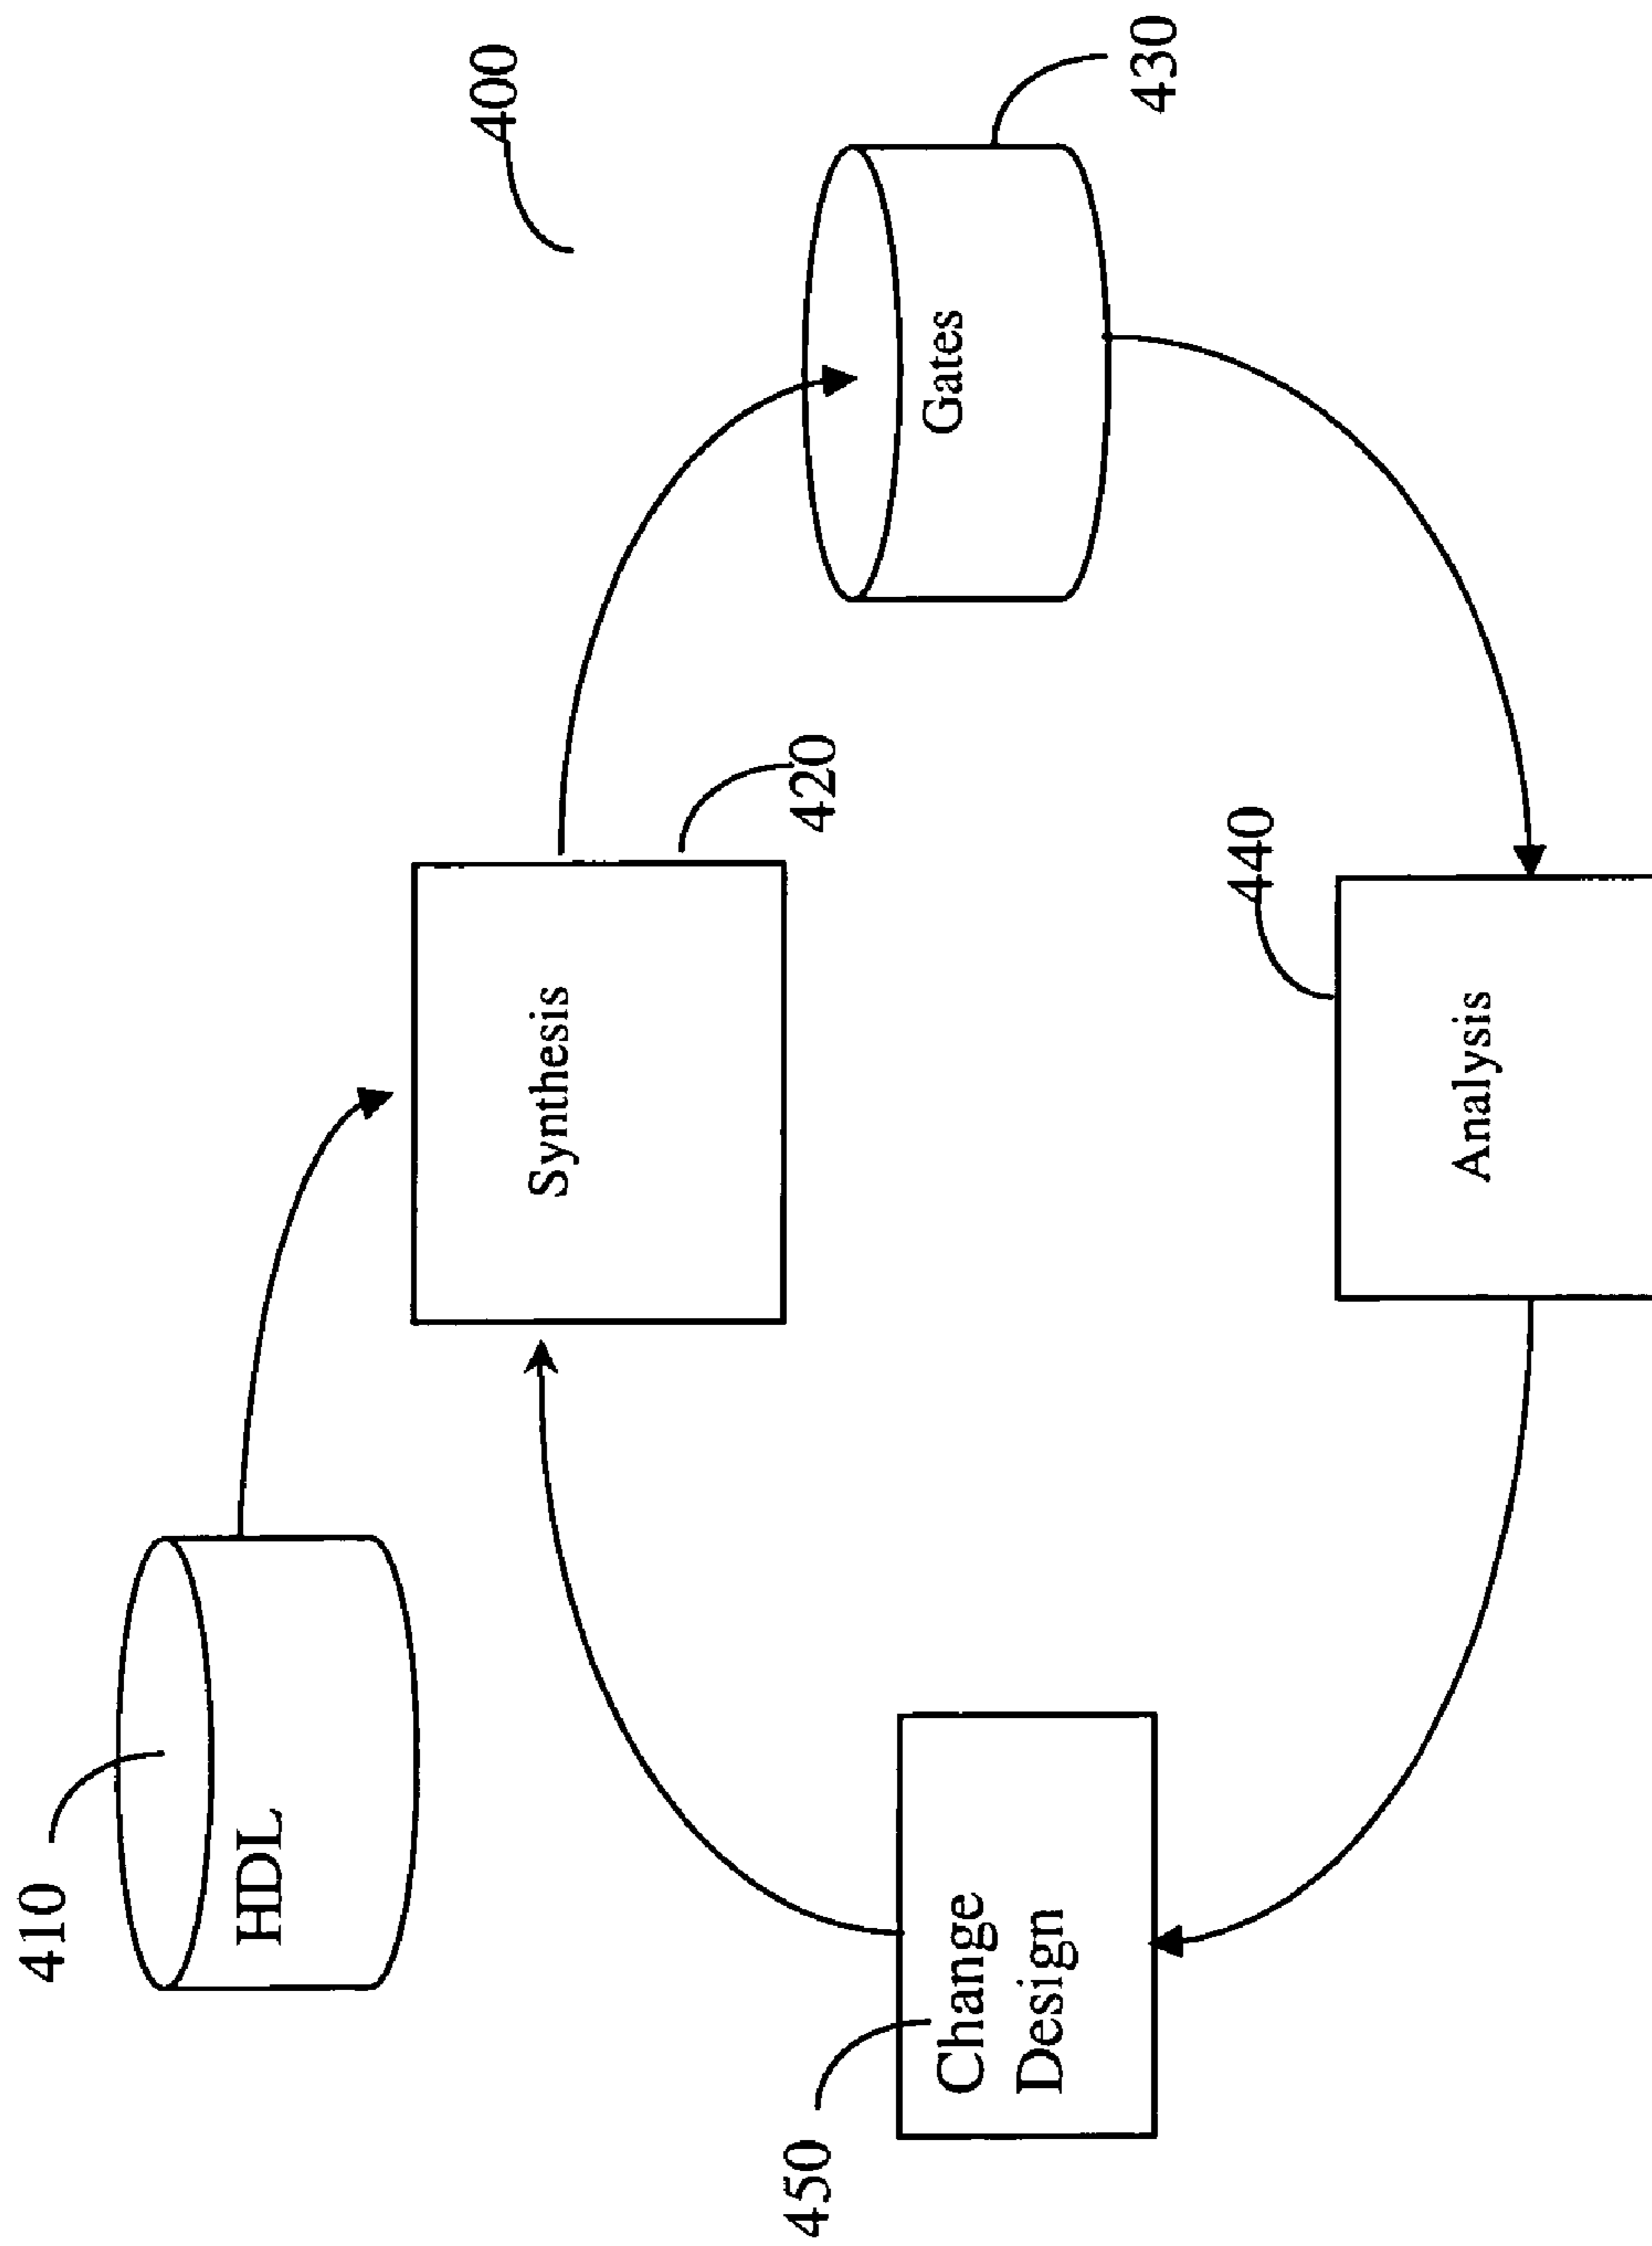 400
410
HDL
Synthesis
420
Gates
430
450
Change
Design
440
Analysis